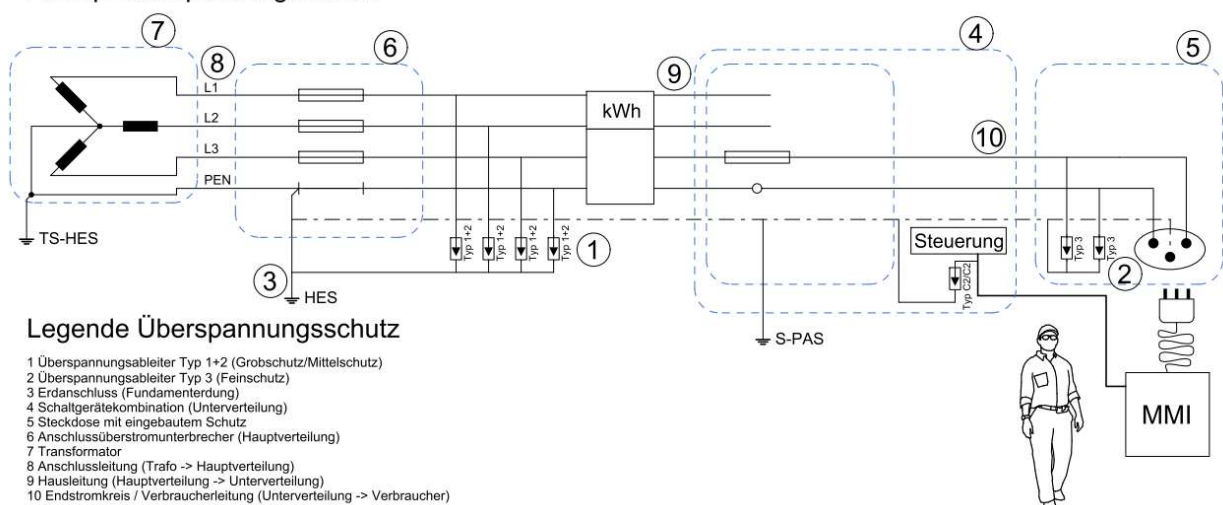 7
8
6
9
4
5
L1
L2
L3
PEN
kWh
10
TS-HES
Typ 1+2
Typ 1+2
Typ 1+2
Typ 1+2
1
Steuerung
Typ C2/C2
Typ 3
Typ 3
2
3
HES
S-PAS
MMI
Legende Überspannungsschutz
1 Überspannungsableiter Typ 1+2 (Grobschutz/Mittelschutz)
2 Überspannungsableiter Typ 3 (Feinschutz)
3 Erdanschluss (Fundamenterdung)
4 Schaltgerätekombination (Unterverteilung)
5 Steckdose mit eingebautem Schutz
6 Anschlussüberstromunterbrecher (Hauptverteilung)
7 Transformator
8 Anschlussleitung (Trafo -> Hauptverteilung)
9 Hausleitung (Hauptverteilung -> Unterverteilung)
10 Endstromkreis / Verbraucherleitung (Unterverteilung -> Verbraucher)